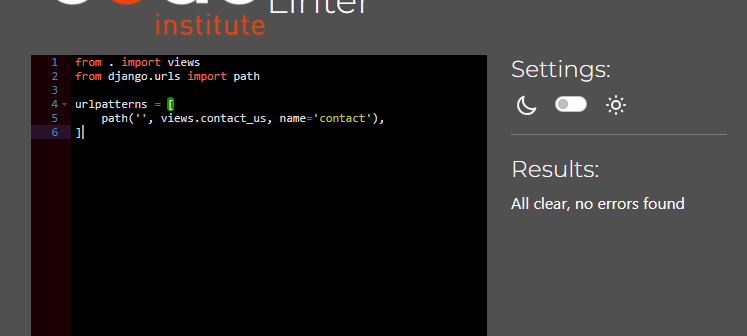 Linter
institute
1 from . import views
2 from django.urls import path
3
4 urlpatterns = [
5     path('', views.contact_us, name='contact'),
6 ]
Settings:
Results:
All clear, no errors found